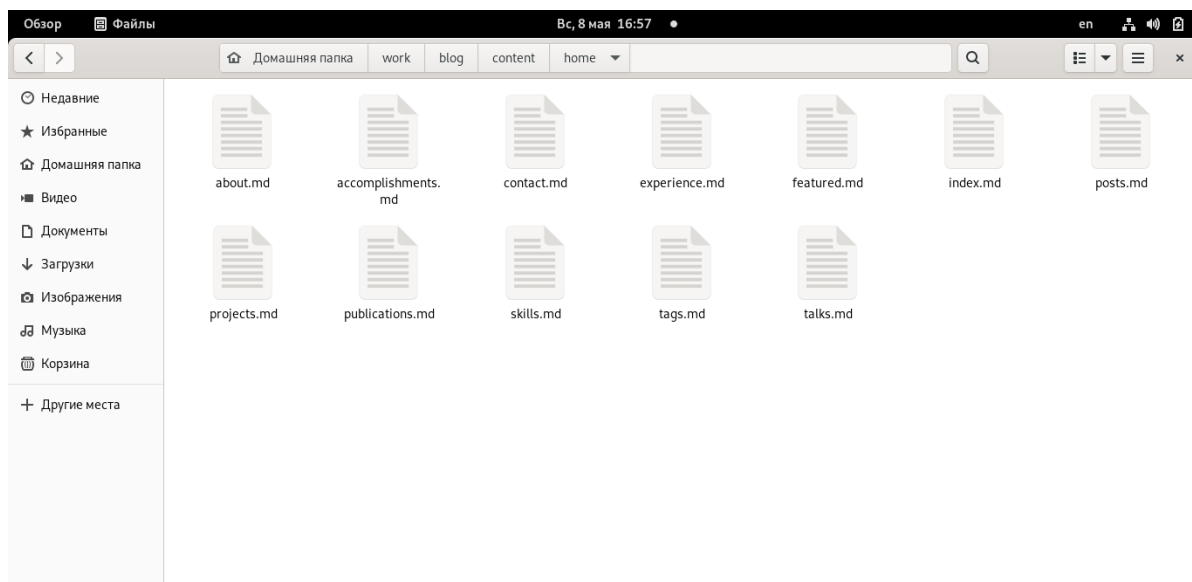 Обзор Файлы Вс, 8 мая 16:57 en
Домашняя папка work blog content home
Недавние
Избранные
Домашняя папка
Видео
Документы
Загрузки
Изображения
Музыка
Корзина
Другие места
about.md accomplishments. contact.md experience.md featured.md index.md posts.md
md
projects.md publications.md skills.md tags.md talks.md